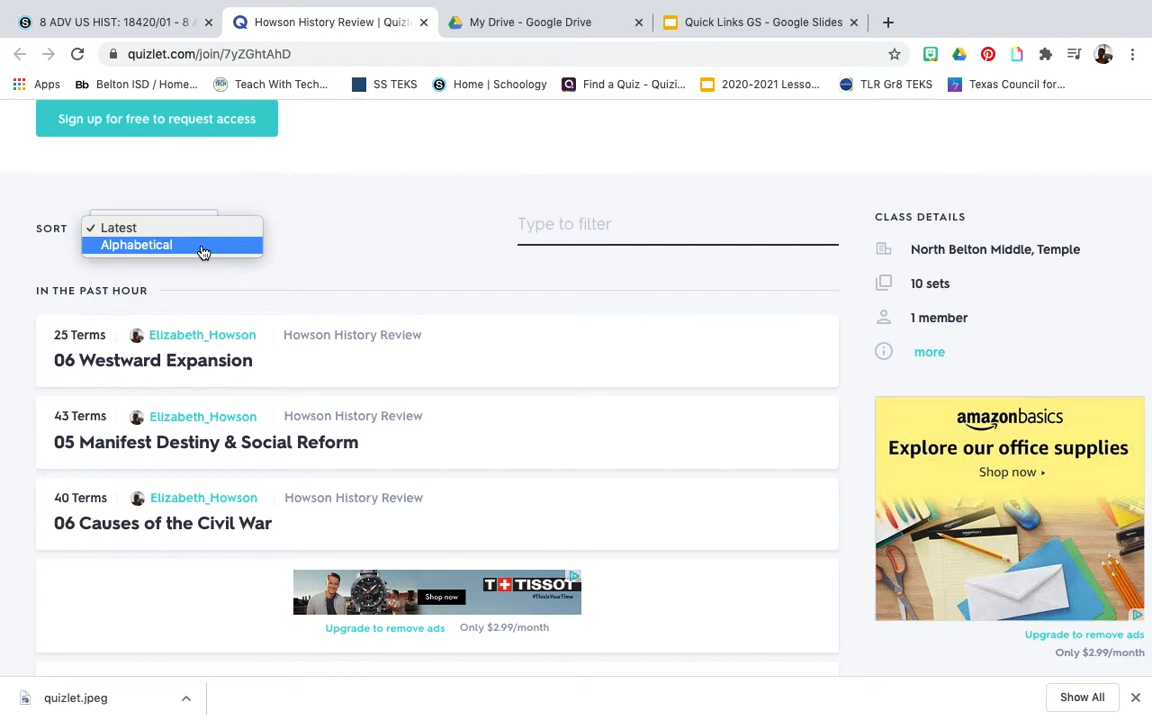 8 ADV US HIST: 18420/01 - 8 A
Howson History Review | Quizl
My Drive - Google Drive
Quick Links GS - Google Slides
quizlet.com/join/7yZGhtAhD
Apps
Bb Belton ISD / Home...
Teach With Tech...
SS TEKS
Home | Schoology
Find a Quiz - Quizi...
2020-2021 Lesso...
TLR Gr8 TEKS
Texas Council for...
Sign up for free to request access
SORT
✓ Latest
Alphabetical
Type to filter
IN THE PAST HOUR
25 Terms Elizabeth_Howson Howson History Review
06 Westward Expansion
43 Terms Elizabeth_Howson Howson History Review
05 Manifest Destiny & Social Reform
40 Terms Elizabeth_Howson Howson History Review
06 Causes of the Civil War
Shop now
TISSOT
#ThisIsYourTime
Upgrade to remove ads Only $2.99/month
CLASS DETAILS
North Belton Middle, Temple
10 sets
1 member
more
amazonbasics
Explore our office supplies
Shop now
Upgrade to remove ads
Only $2.99/month
quizlet.jpeg
Show All